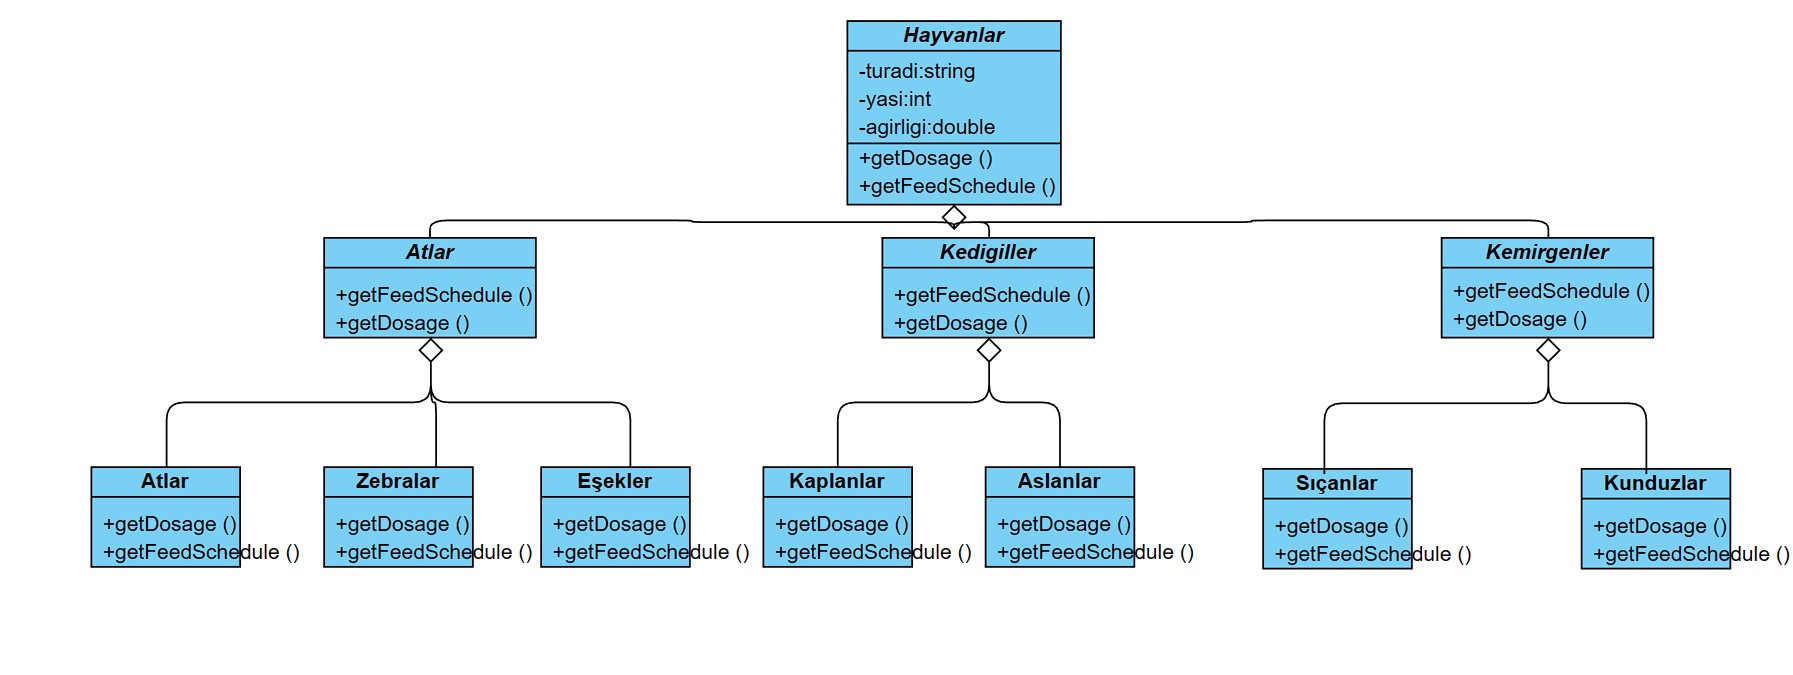 Hayvanlar
-turadi:string
-yasi:int
-agirligi:double
+getDosage ()
+getFeedSchedule ()
Atlar
+getFeedSchedule ()
+getDosage ()
Kedigiller
+getFeedSchedule ()
+getDosage ()
Kemirgenler
+getFeedSchedule ()
+getDosage ()
Atlar
+getDosage ()
+getFeedSchedule ()
Zebralar
+getDosage ()
+getFeedSchedule ()
Eşekler
+getDosage ()
+getFeedSchedule ()
Kaplanlar
+getDosage ()
+getFeedSchedule ()
Aslanlar
+getDosage ()
+getFeedSchedule ()
Sıçanlar
+getDosage ()
+getFeedSchedule ()
Kunduzlar
+getDosage ()
+getFeedSchedule ()